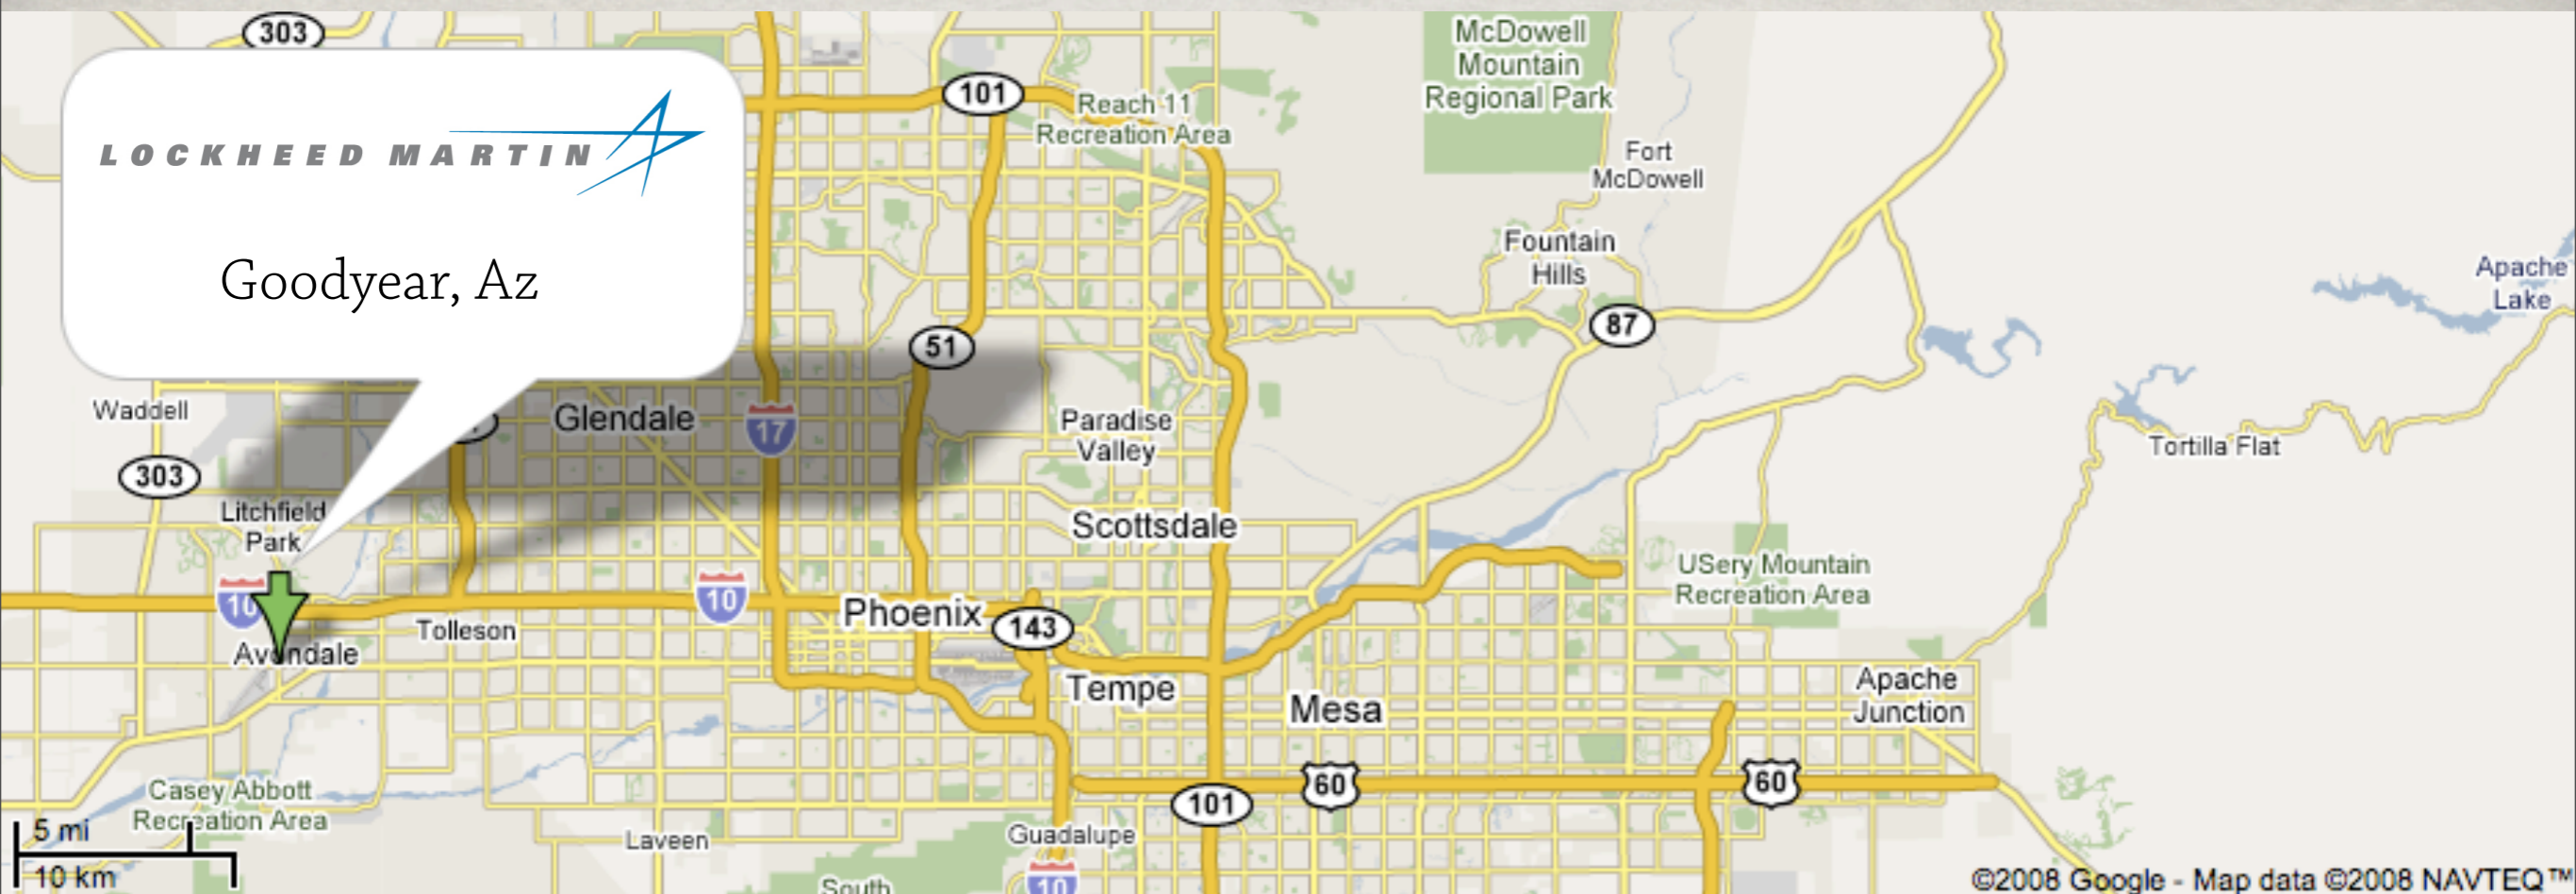 303
LOCKHEED MARTIN
Goodyear, Az
101
Reach 11
Recreation Area
McDowell
Mountain
Regional Park
Fort
McDowell
Fountain
Hills
87
Apache
Lake
51
Waddell
Glendale
17
Paradise
Valley
Tortilla Flat
303
Litchfield
Park
Scottsdale
10
10
Phoenix
143
USery Mountain
Recreation Area
Tolleson
Avondale
Tempe
Mesa
Apache
Junction
60
60
101
Casey Abbott
Recreation Area
5 mi
10 km
Laveen
Guadalupe
10
South
©2008 Google - Map data ©2008 NAVTEQ™